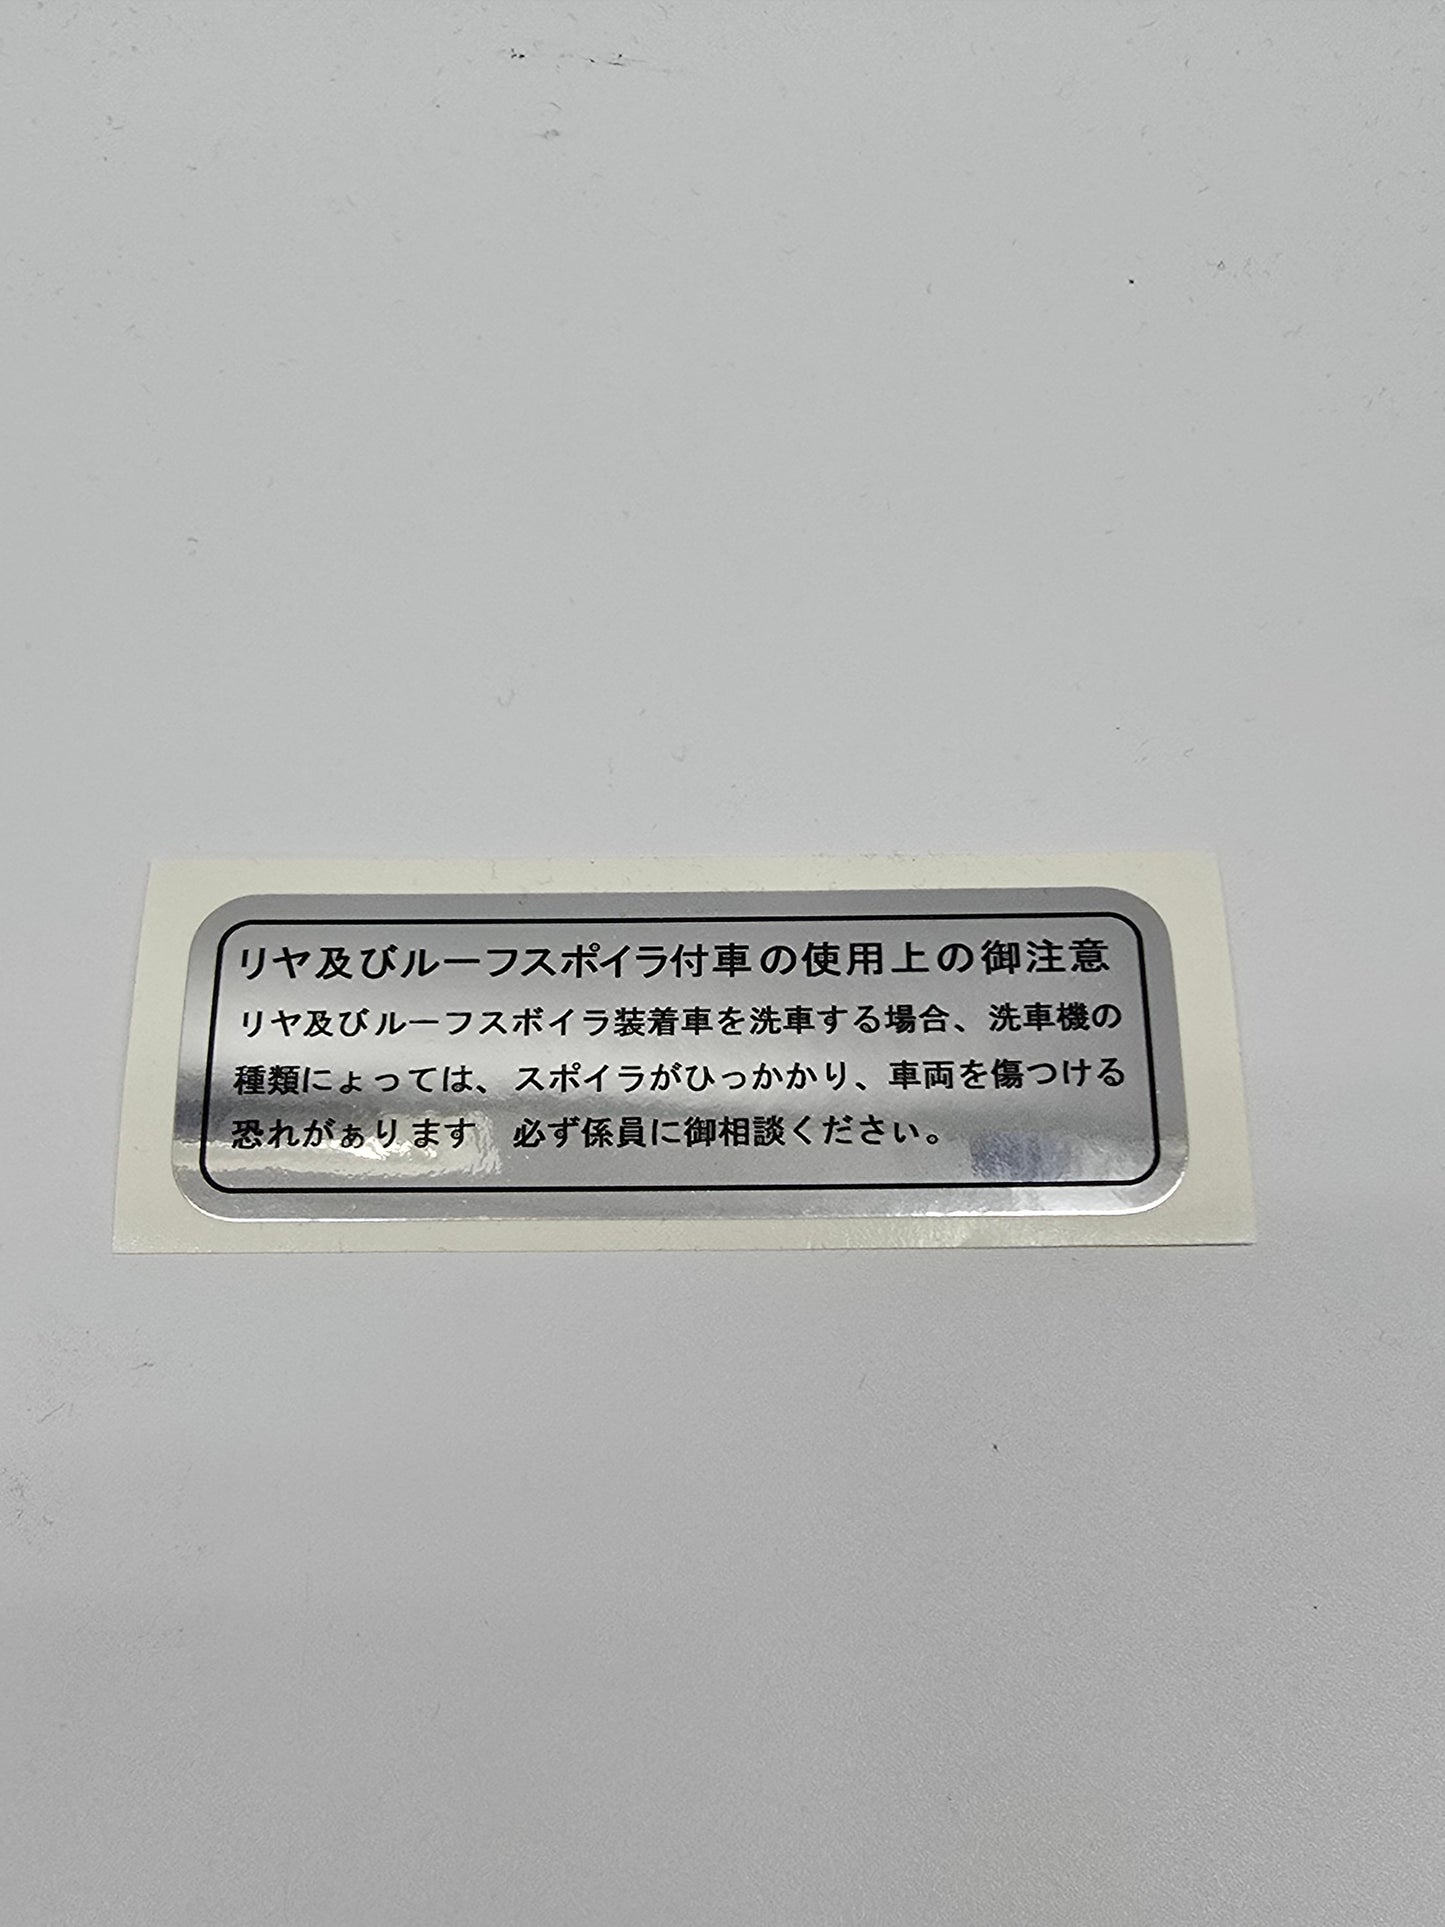 リヤ及びルーフスポイラ付車の使用上の御注意
リヤ及びルーフスボイラ装着車を洗車する場合、洗車機の
種類にょっては、スポイラがひっかかり、車両を傷つける
恐れがぁります　必ず係員に御相談くださぃ。